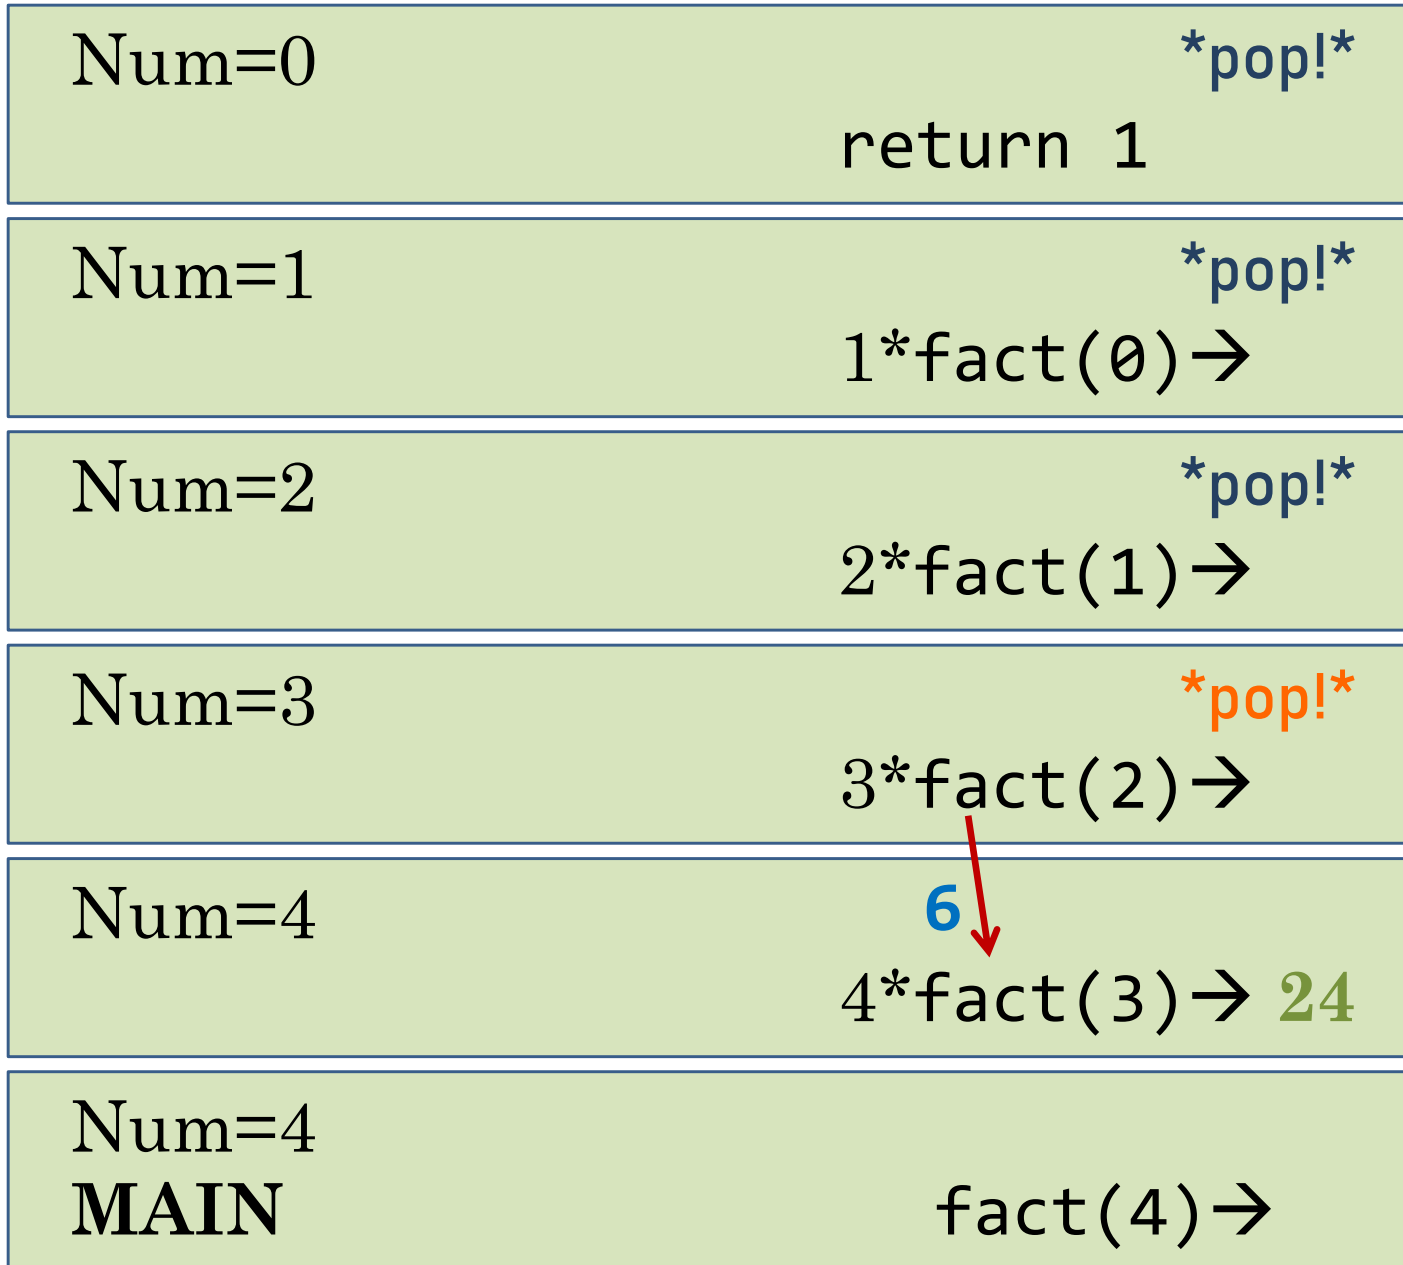 Num=0 *pop!*
return 1
Num=1 *pop!*
1*fact(0)→
Num=2 *pop!*
2*fact(1)→
Num=3 *pop!*
3*fact(2)→
Num=4 6
4*fact(3)→ 24
Num=4
MAIN fact(4)→